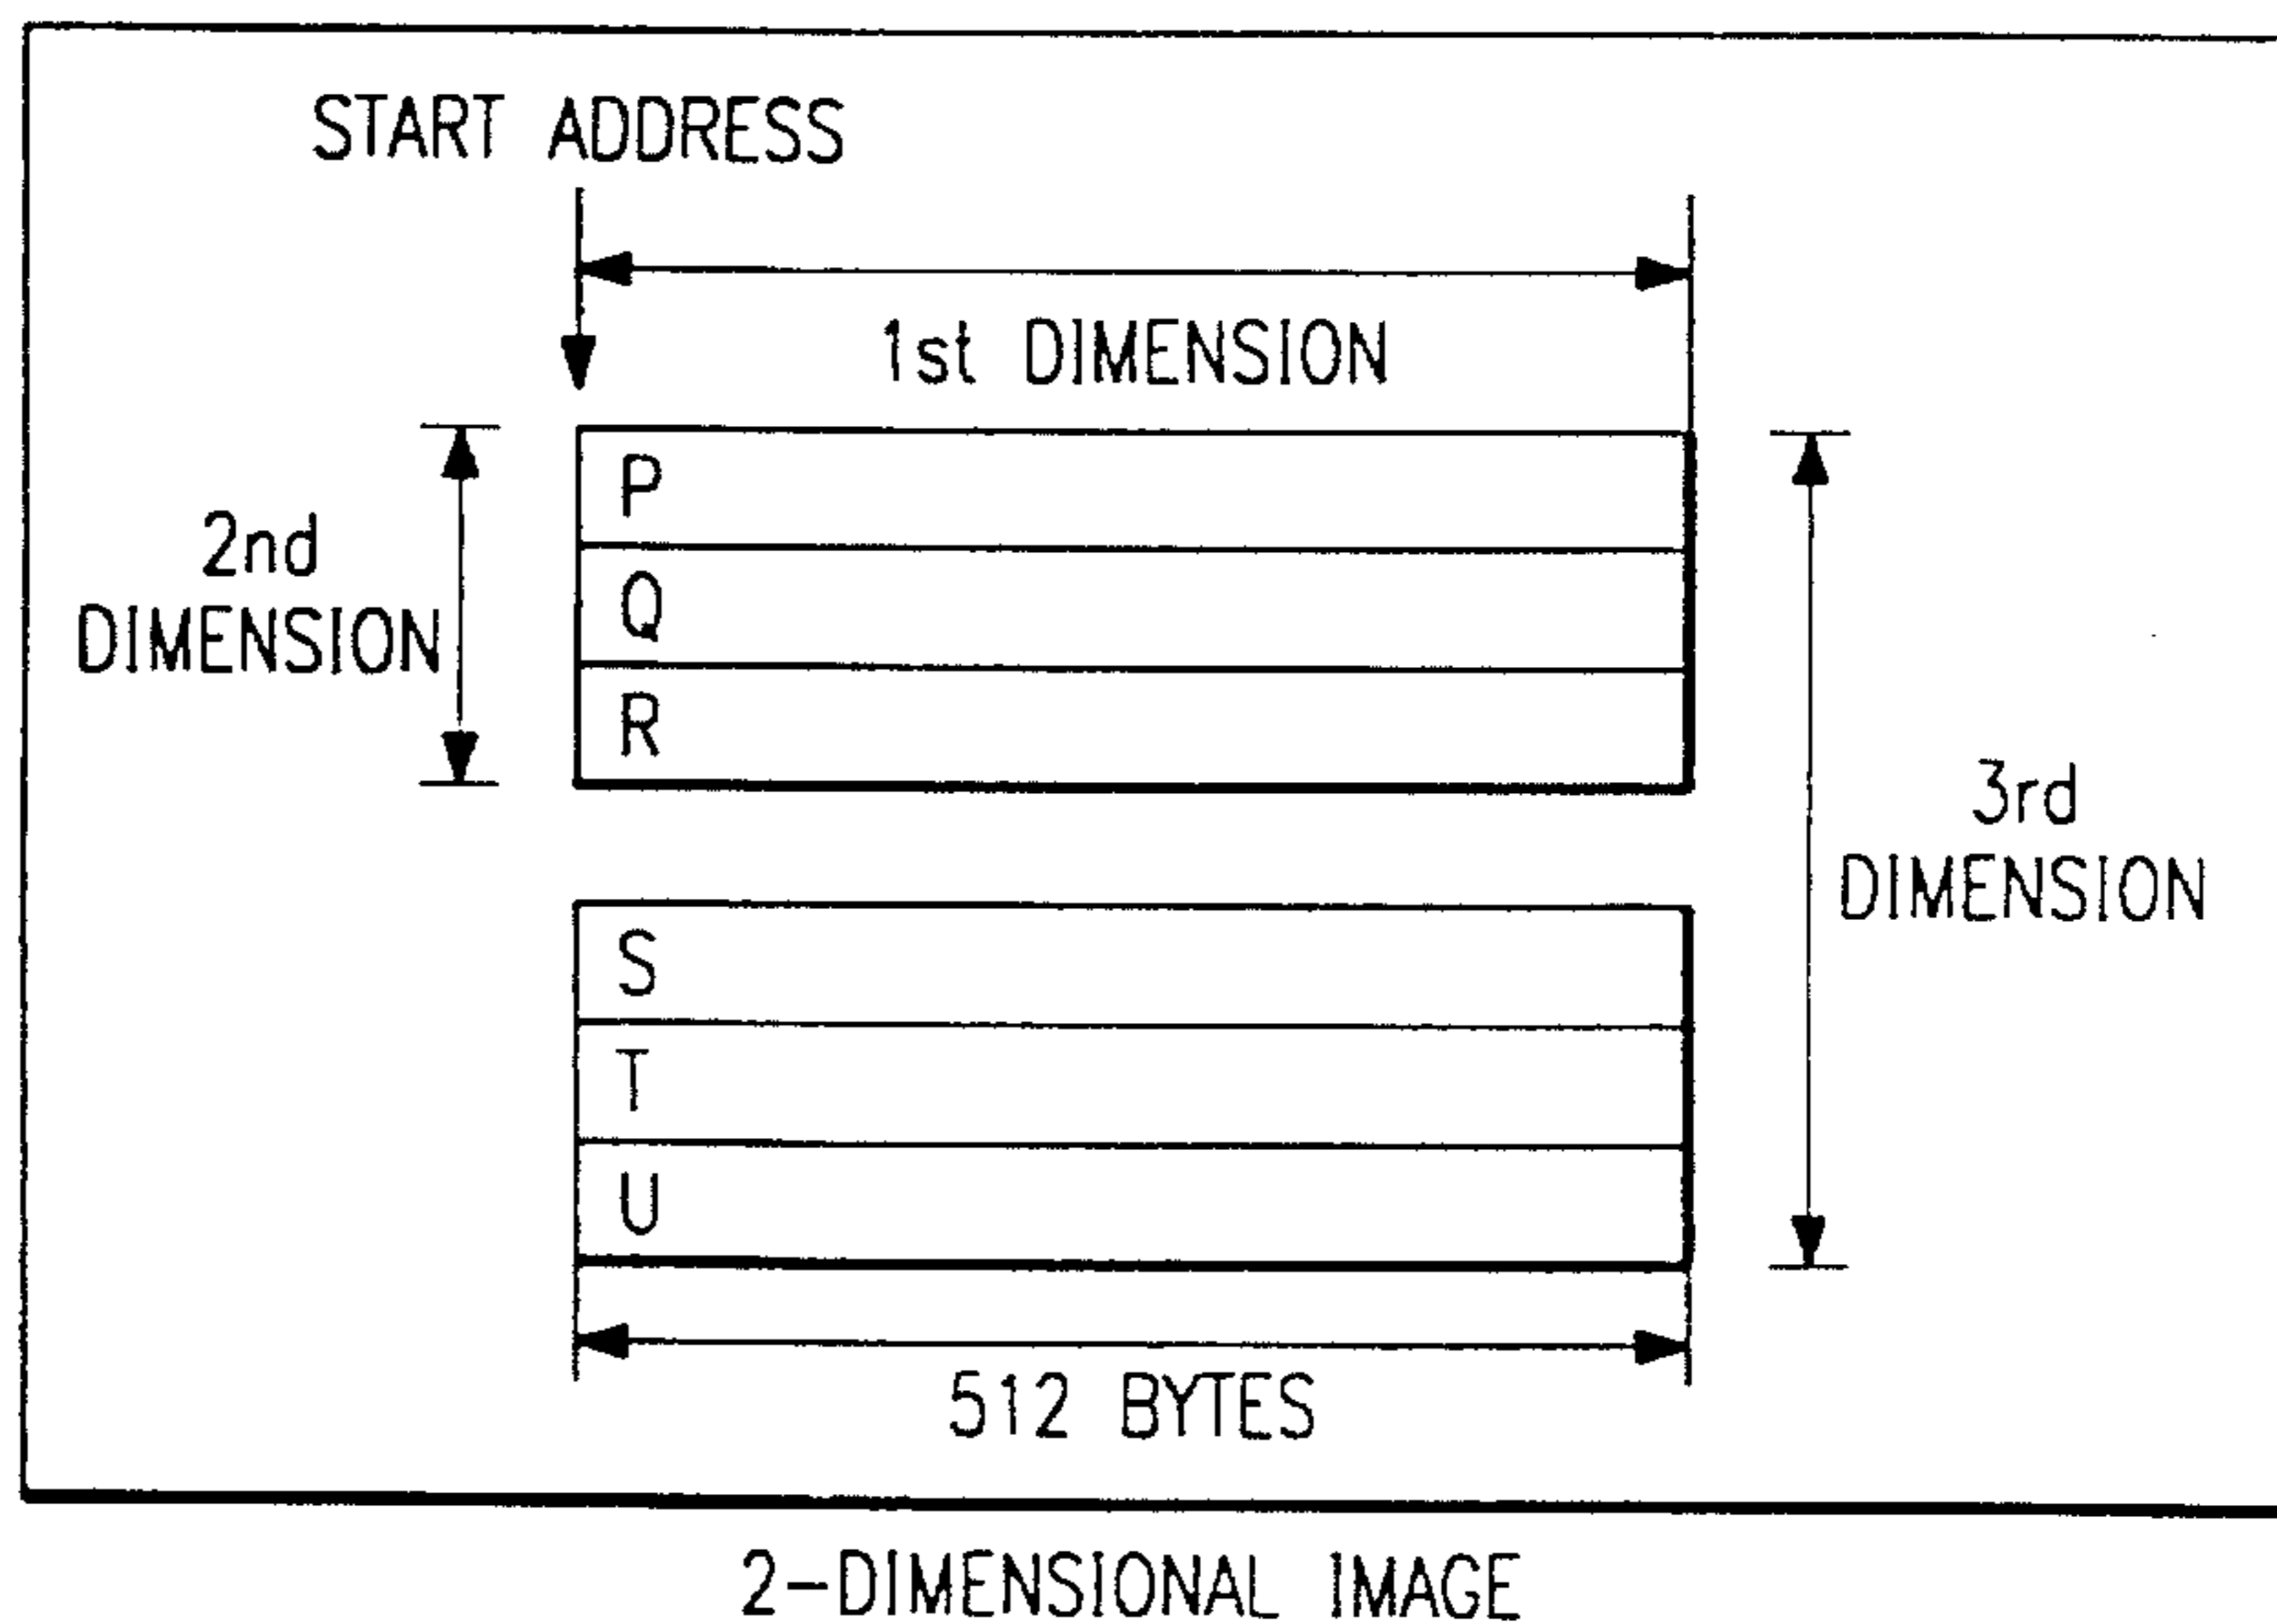 START ADDRESS
1st DIMENSION
2nd
DIMENSION
P
Q
R
3rd
DIMENSION
S
T
U
512 BYTES
2-DIMENSIONAL IMAGE